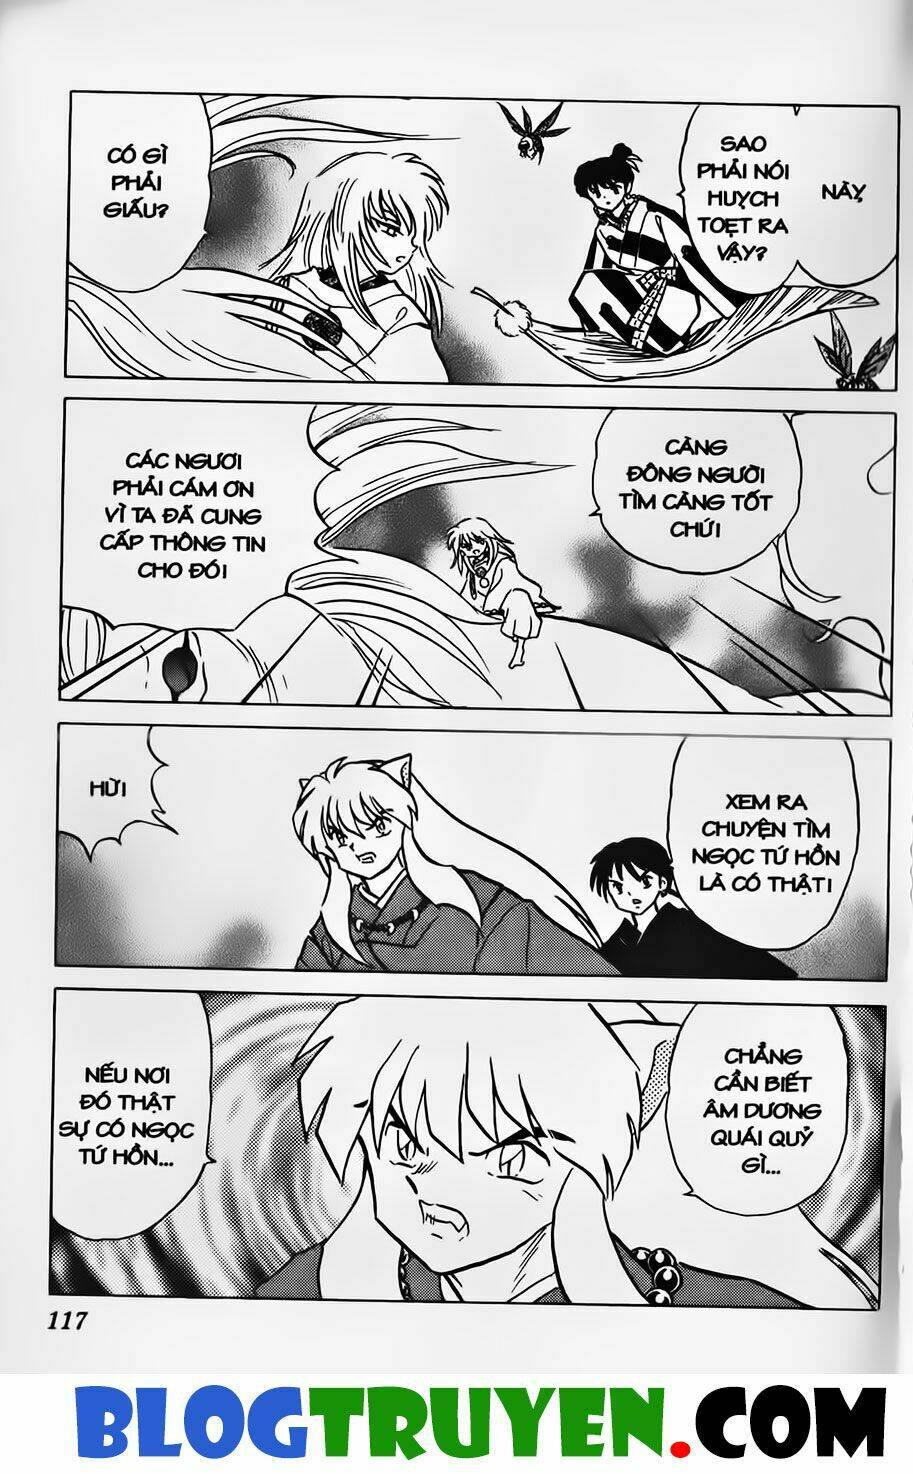 NÀY,
SAO
PHẢI NÓI
HUỴCH
TOẸT RA
VẬY?
CÓ GÌ
PHẢI
GIẤU?
CÀNG
ĐÔNG NGƯỜI
TÌM CÀNG TỐT
CHỨ!
CÁC NGƯƠI
PHẢI CÁM ƠN
VÌ TA ĐÃ CUNG
CẤP THÔNG TIN
CHO ĐÓ!
XEM RA
CHUYỆN TÌM
NGỌC TỨ HỒN
LÀ CÓ THẬT!
HỪ!
CHẲNG
CẦN BIẾT
ÂM DƯƠNG
QUÁI QUỶ
GÌ...
NẾU NƠI
ĐÓ THẬT
SỰ CÓ NGỌC
TỨ HỒN...
117
BLOGTRUYEN.COM